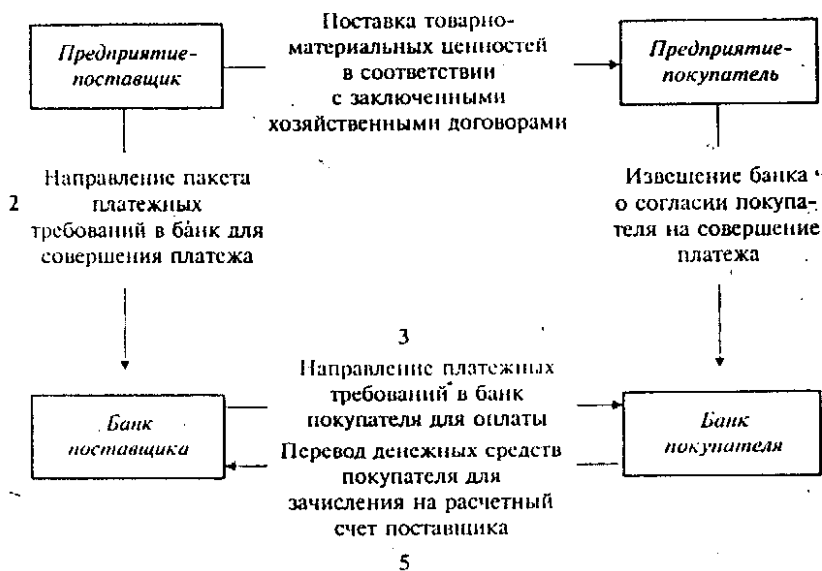 Поставка товарно-
материальных ценностей
в соответствии
с заключенными
хозяйственными договорами
Предприятие-
поставщик
Предприятие-
покупатель
2
Направление пакета
платежных
требований в банк для
совершения платежа
Извещение банка
о согласии покупа-
теля на совершение
платежа
3
Направление платежных
требований в банк
покупателя для оплаты
Банк
поставщика
Банк
покупателя
Перевод денежных средств
покупателя для
зачисления на расчетный
счет поставщика
5